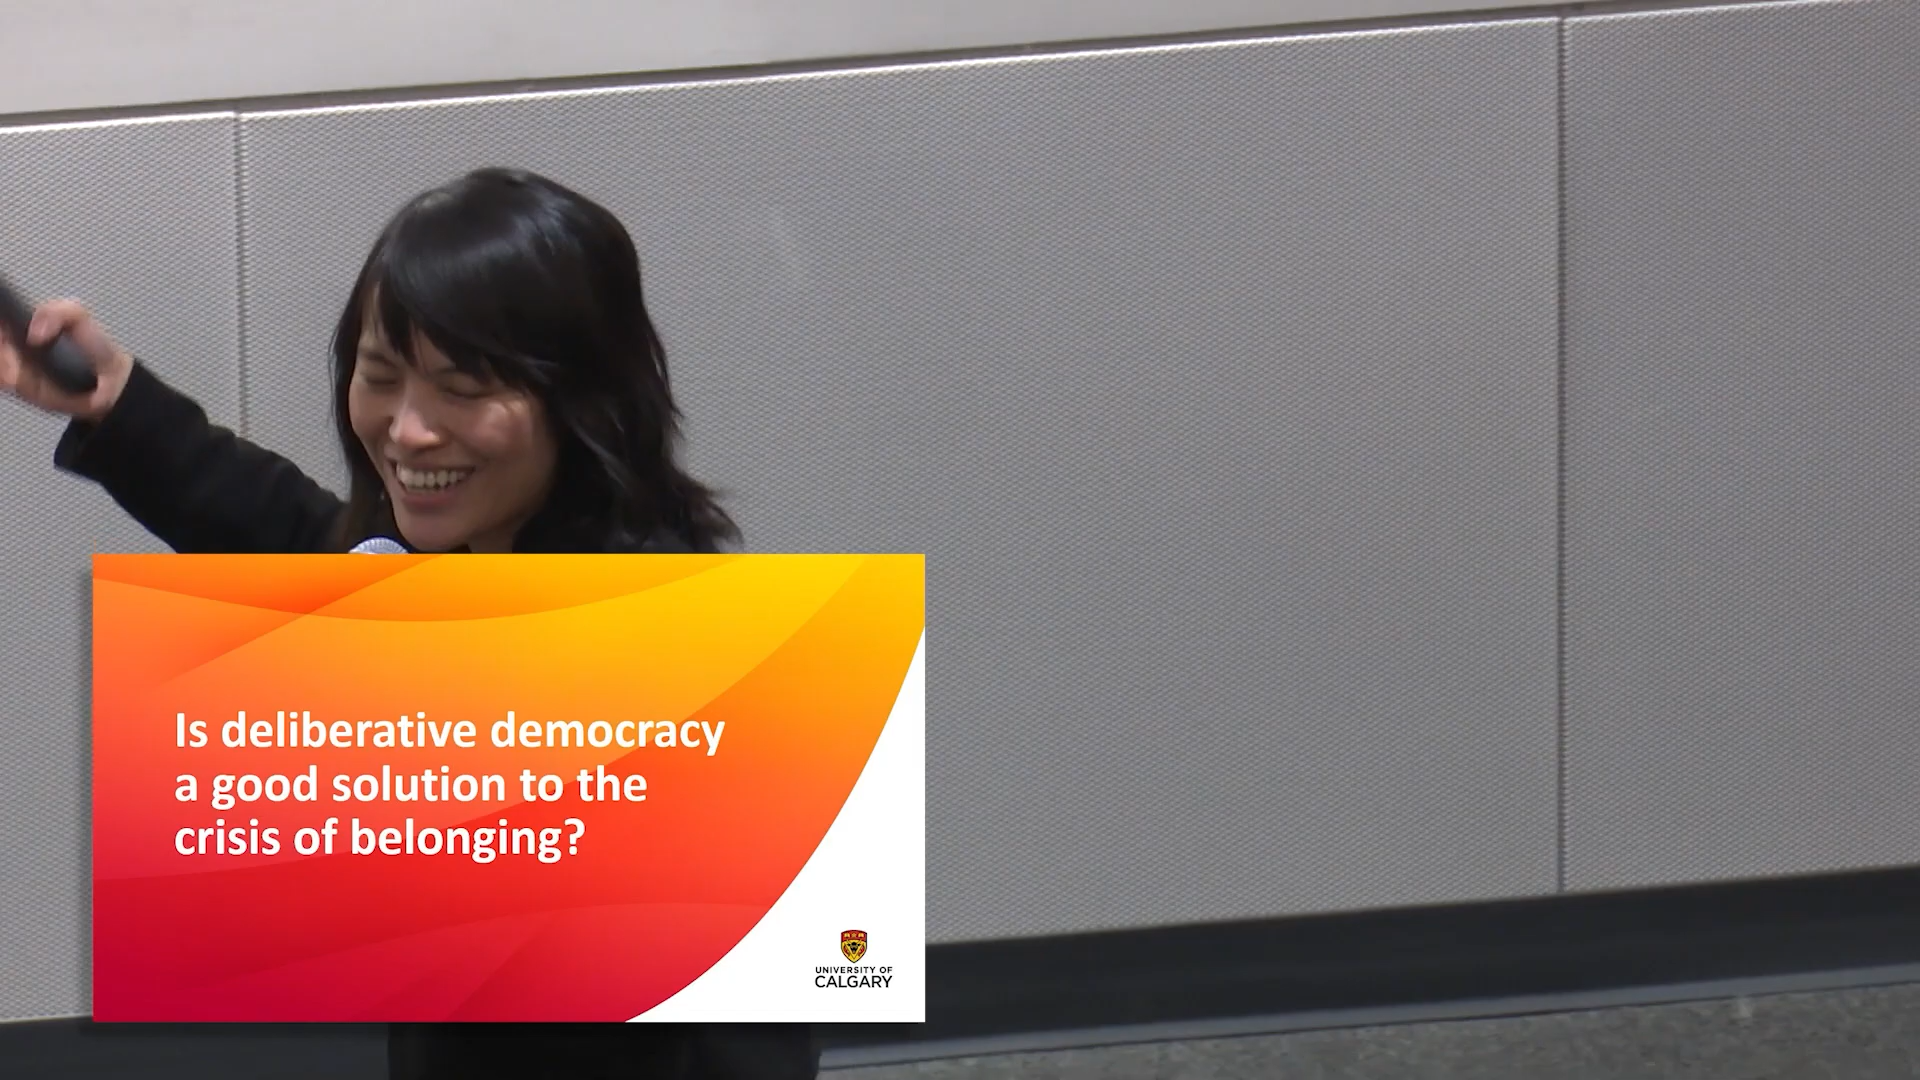 Is deliberative democracy
a good solution to the
crisis of belonging?
UNIVERSITY OF
CALGARY